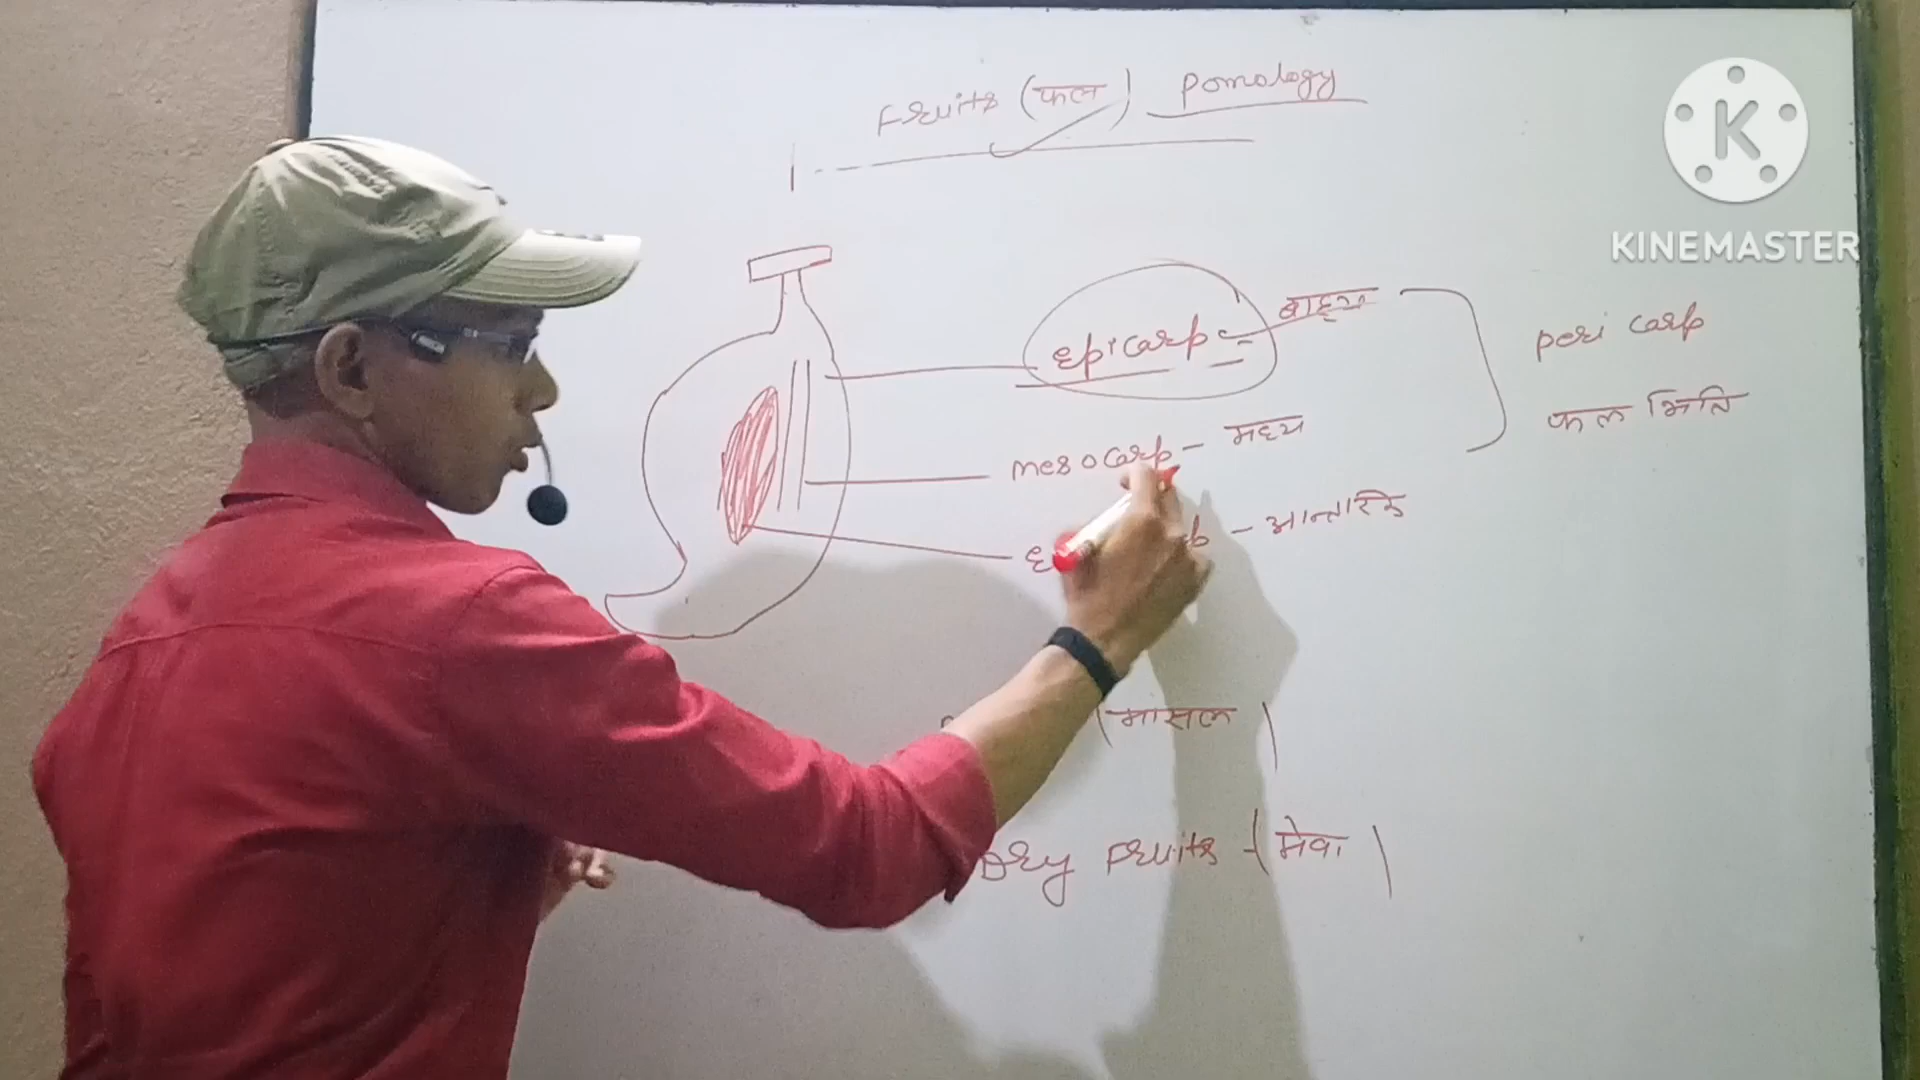 Fruits (फल) Pomology
K
KINEMASTER
epicarp = बाह्य
peri carp
mesocarp - मध्य
फल भिति
- आन्तरिक
(मासल)
Dry Fruits - (मेवा)